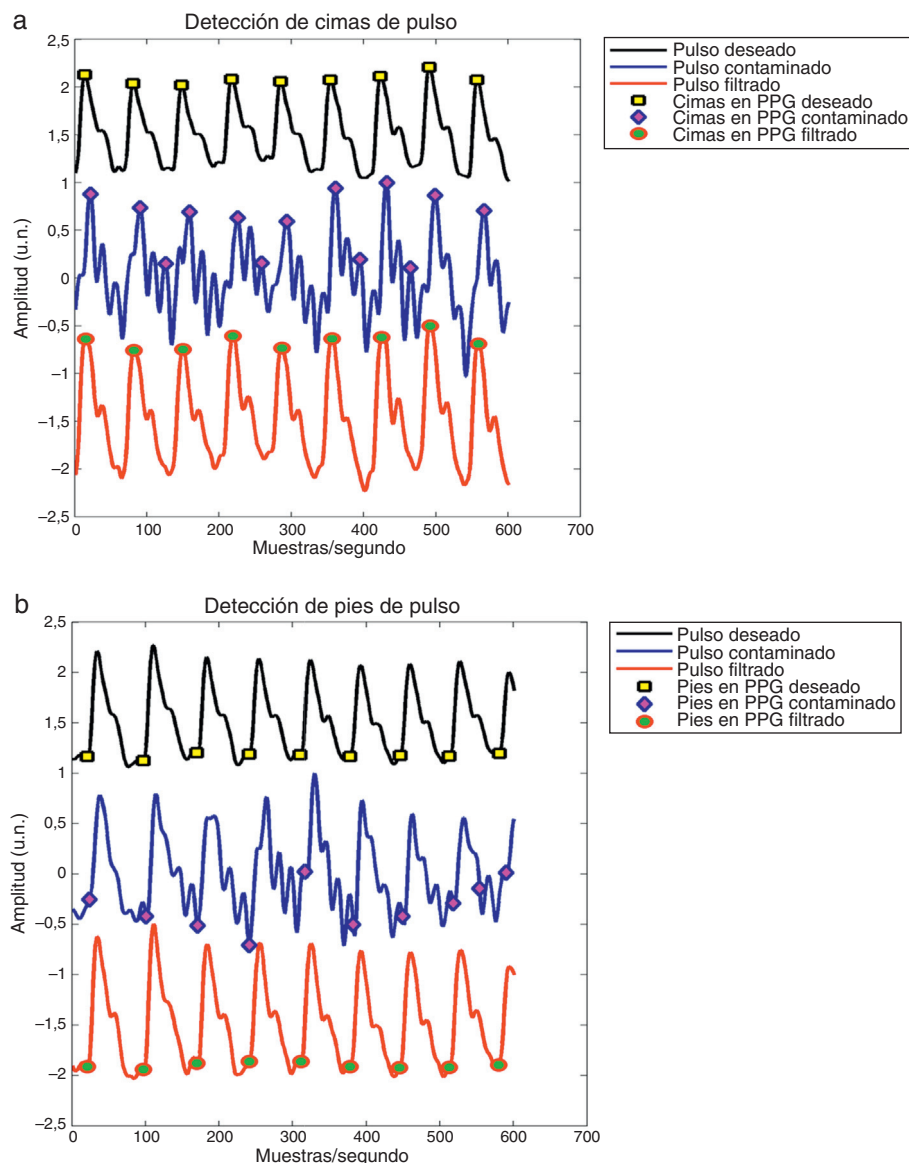 a
Detección de cimas de pulso
2,5
2
1,5
1
0,5
0
–0,5
–1
–1,5
–2
–2,5
Amplitud (u.n.)
0 100 200 300 400 500 600 700
Muestras/segundo
Pulso deseado
Pulso contaminado
Pulso filtrado
Cimas en PPG deseado
Cimas en PPG contaminado
Cimas en PPG filtrado
b
Detección de pies de pulso
2,5
2
1,5
1
0,5
0
–0,5
–1
–1,5
–2
–2,5
Amplitud (u.n.)
0 100 200 300 400 500 600 700
Muestras/segundo
Pulso deseado
Pulso contaminado
Pulso filtrado
Pies en PPG deseado
Pies en PPG contaminado
Pies en PPG filtrado